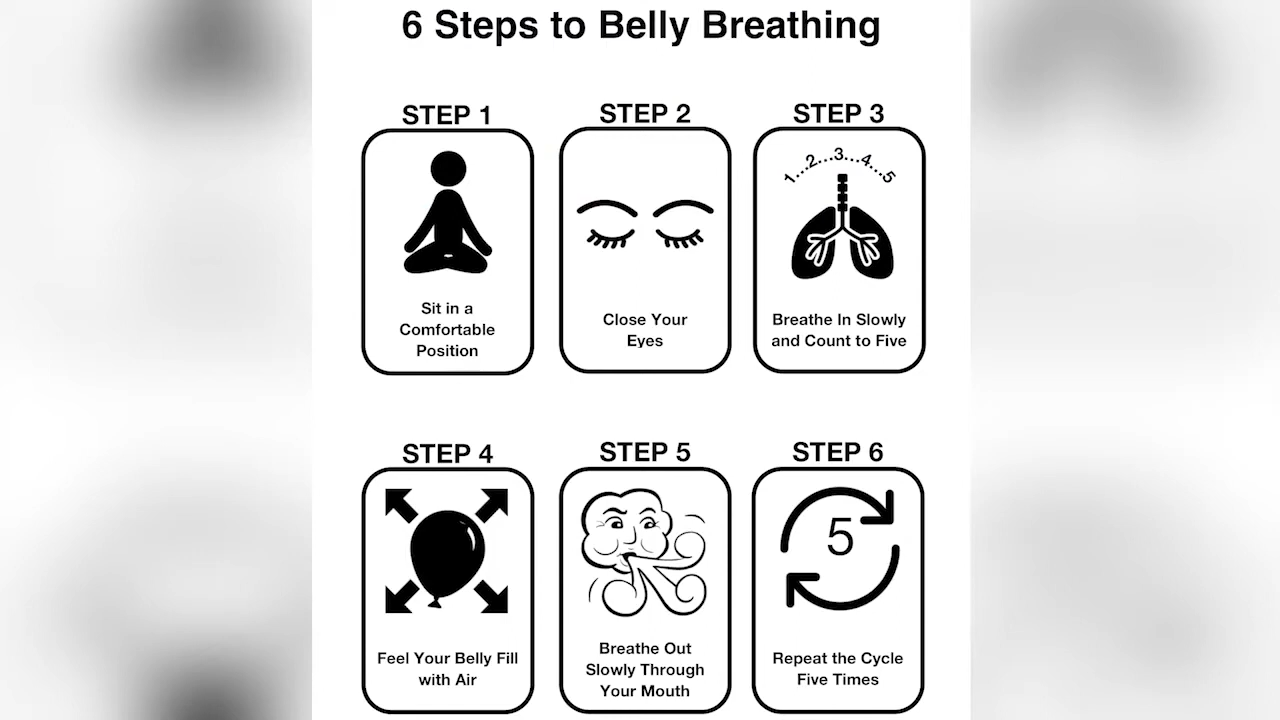 6 Steps to Belly Breathing
STEP 1
Sit in a
Comfortable
Position
STEP 2
Close Your
Eyes
STEP 3
1...2...3...4...5
Breathe In Slowly
and Count to Five
STEP 4
Feel Your Belly Fill
with Air
STEP 5
Breathe Out
Slowly Through
Your Mouth
STEP 6
5
Repeat the Cycle
Five Times